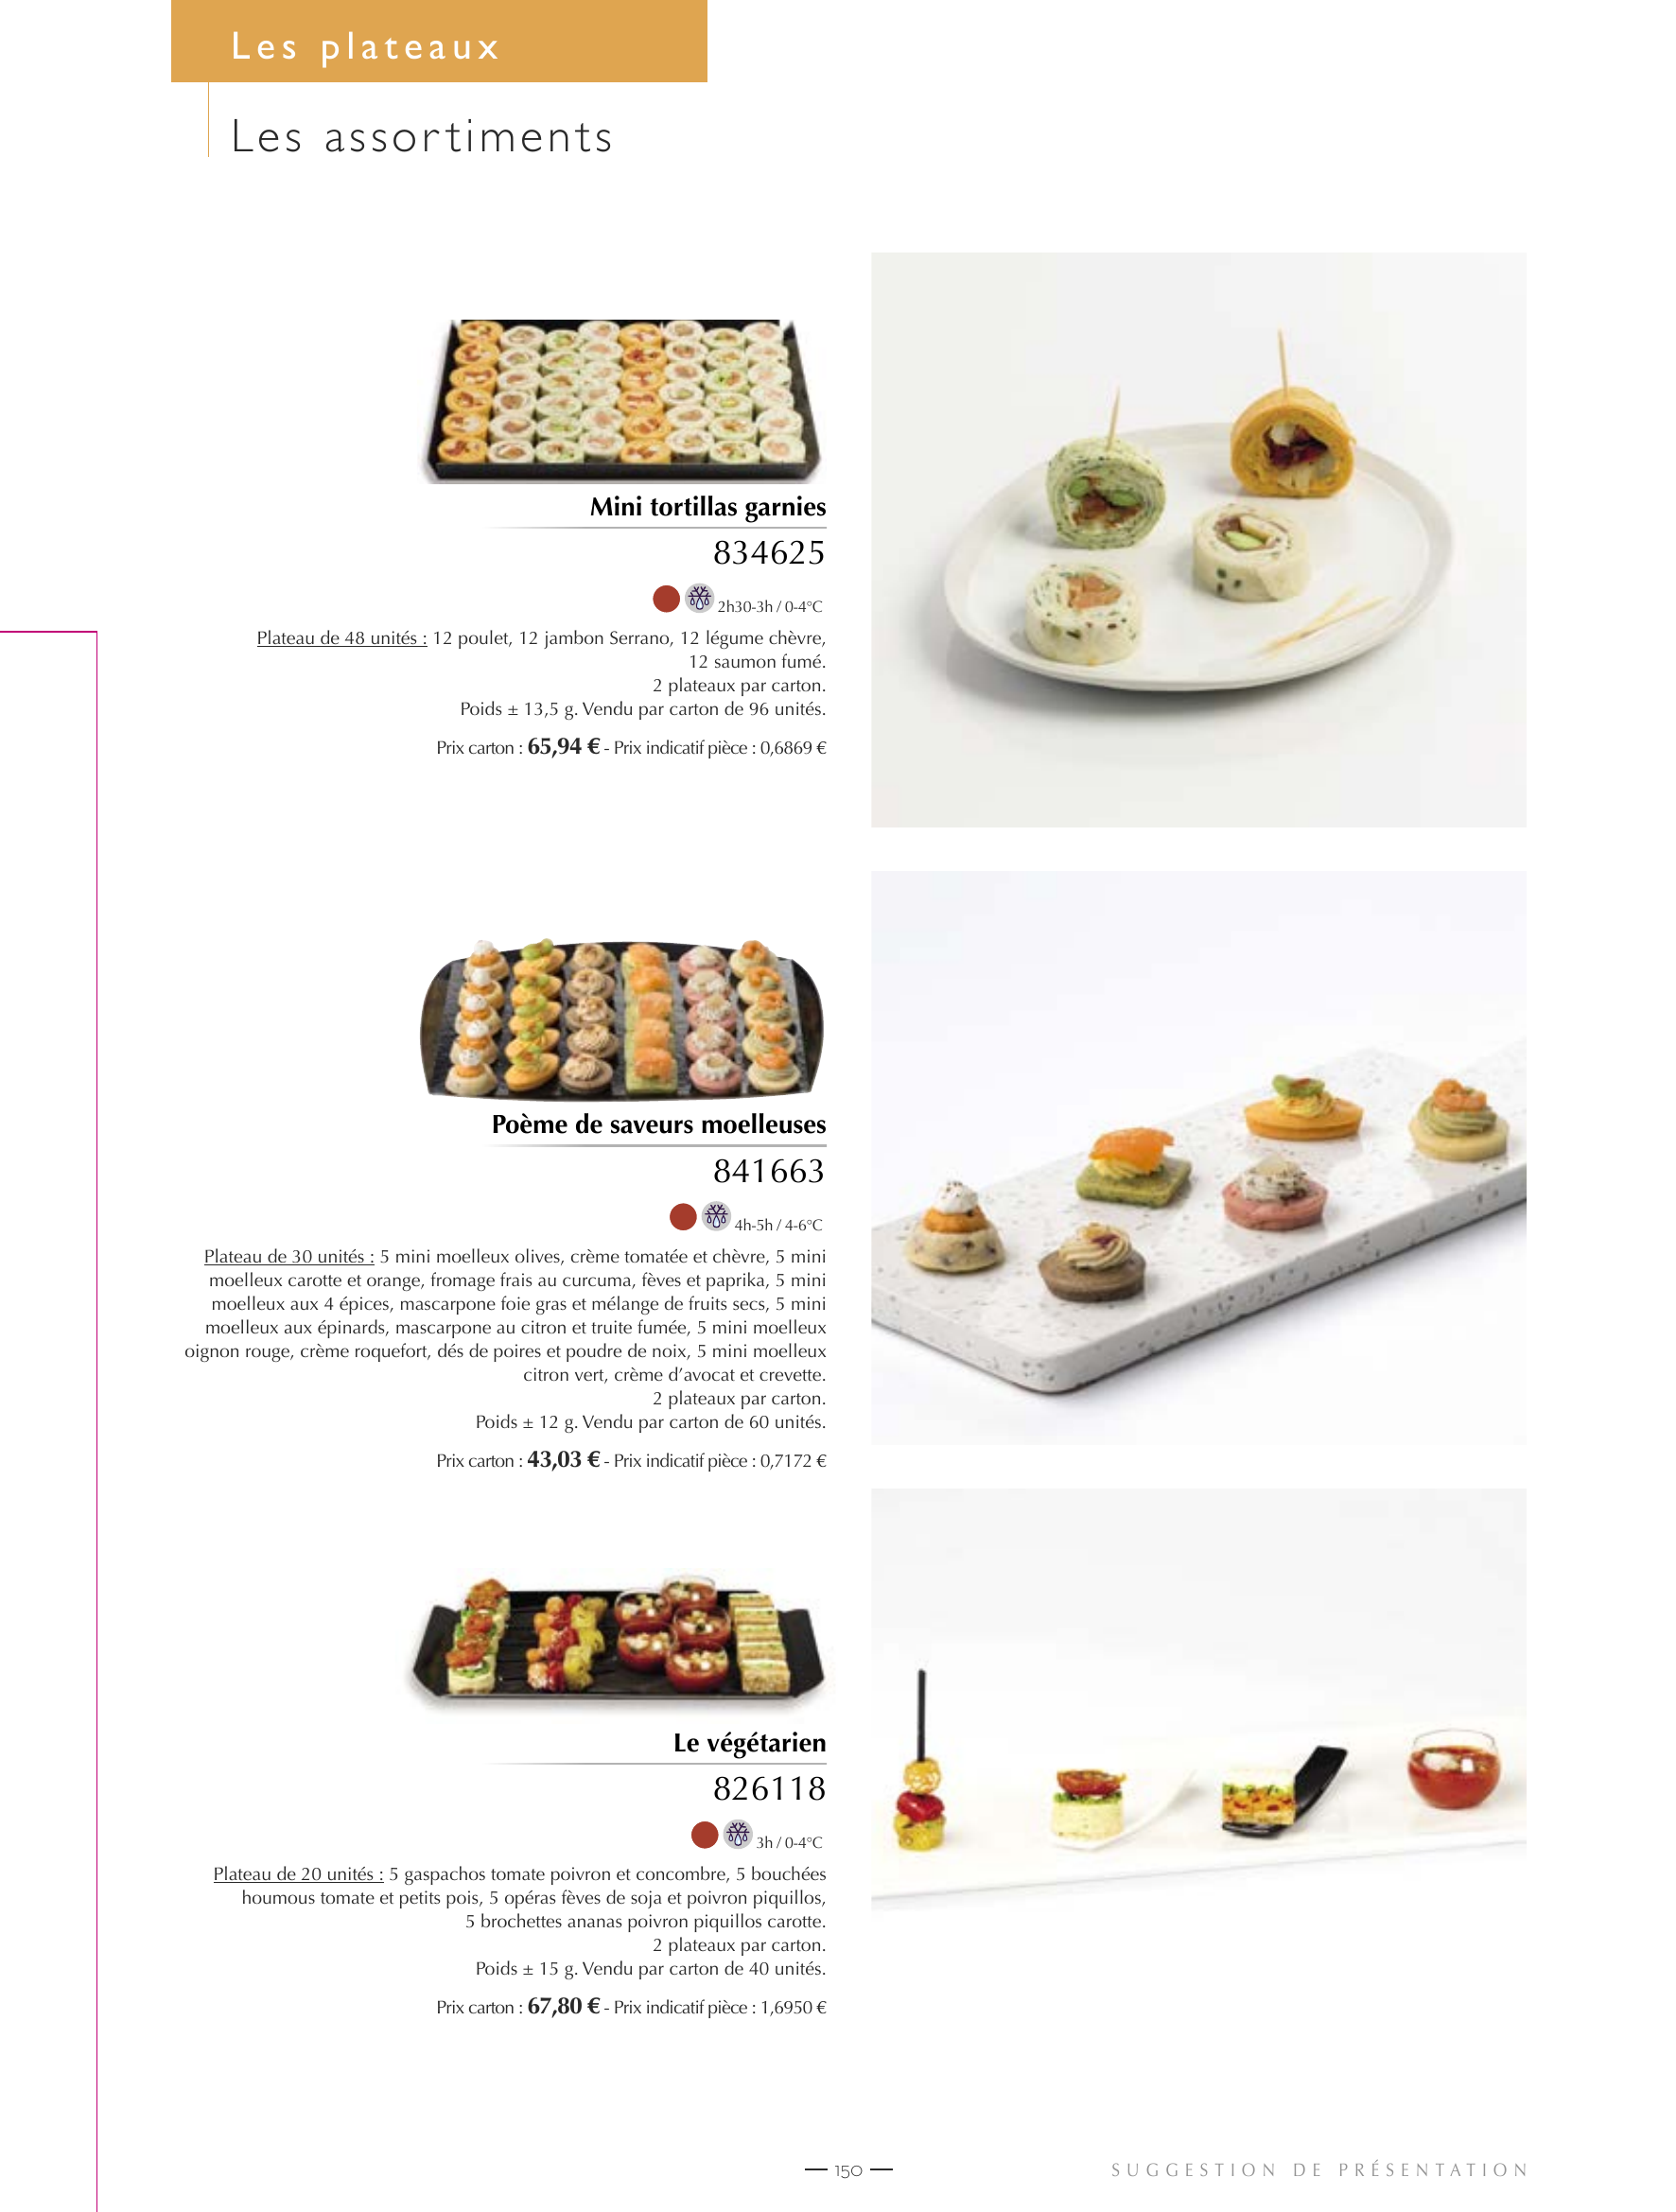 Les plateaux
Les assortiments
Mini tortillas garnies
834625
2h30-3h / 0-4°C
Plateau de 48 unités : 12 poulet, 12 jambon Serrano, 12 légume chèvre,
12 saumon fumé.
2 plateaux par carton.
Poids ± 13,5 g. Vendu par carton de 96 unités.
Prix carton : 65,94 € - Prix indicatif pièce : 0,6869 €
Poème de saveurs moelleuses
841663
4h-5h / 4-6°C
Plateau de 30 unités : 5 mini moelleux olives, crème tomatée et chèvre, 5 mini
moelleux carotte et orange, fromage frais au curcuma, fèves et paprika, 5 mini
moelleux aux 4 épices, mascarpone foie gras et mélange de fruits secs, 5 mini
moelleux aux épinards, mascarpone au citron et truite fumée, 5 mini moelleux
oignon rouge, crème roquefort, dés de poires et poudre de noix, 5 mini moelleux
citron vert, crème d’avocat et crevette.
2 plateaux par carton.
Poids ± 12 g. Vendu par carton de 60 unités.
Prix carton : 43,03 € - Prix indicatif pièce : 0,7172 €
Le végétarien
826118
3h / 0-4°C
Plateau de 20 unités : 5 gaspachos tomate poivron et concombre, 5 bouchées
houmous tomate et petits pois, 5 opéras fèves de soja et poivron piquillos,
5 brochettes ananas poivron piquillos carotte.
2 plateaux par carton.
Poids ± 15 g. Vendu par carton de 40 unités.
Prix carton : 67,80 € - Prix indicatif pièce : 1,6950 €
150
SUGGESTION DE PRÉSENTATION